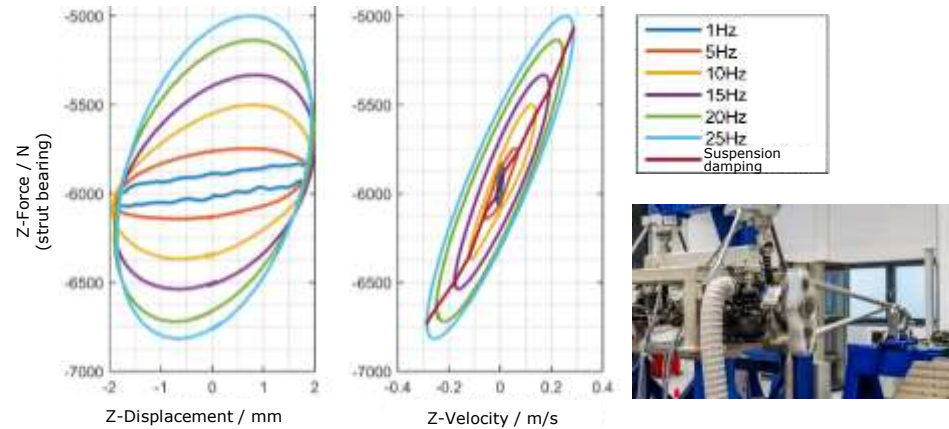 Z-Force / N
(strut bearing)
-5000
-5500
-6000
-6500
-7000
-2
-1
0
1
2
Z-Displacement / mm
-5000
-5500
-6000
-6500
-7000
-0.4
-0.2
0
0.2
0.4
Z-Velocity / m/s
1Hz
5Hz
10Hz
15Hz
20Hz
25Hz
Suspension
damping